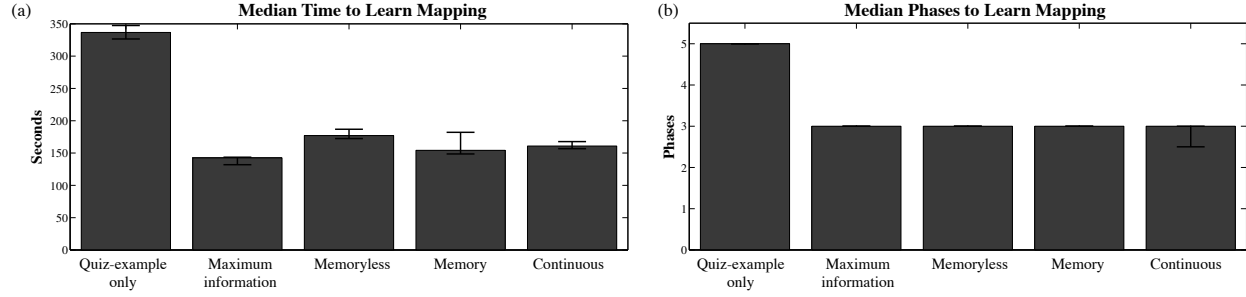 (a)
Median Time to Learn Mapping
Seconds
350
300
250
200
150
100
50
0
Quiz-example
only
Maximum
information
Memoryless
Memory
Continuous
(b)
Median Phases to Learn Mapping
Phases
5
4
3
2
1
0
Quiz-example
only
Maximum
information
Memoryless
Memory
Continuous